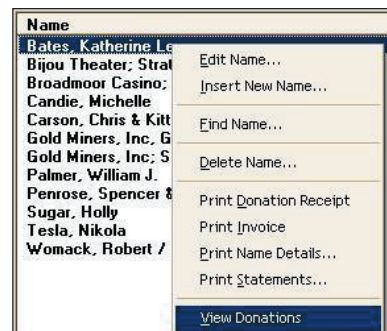 Name
Bates, Katherine Le
Bijou Theater; Strat
Broadmoor Casino;
Candie, Michelle
Carson, Chris & Kitt
Gold Miners, Inc, G
Gold Miners, Inc; S
Palmer, William J.
Penrose, Spencer &
Sugar, Holly
Tesla, Nikola
Womack, Robert /
Edit Name...
Insert New Name...
Find Name...
Delete Name...
Print Donation Receipt
Print Invoice
Print Name Details...
Print Statements...
View Donations